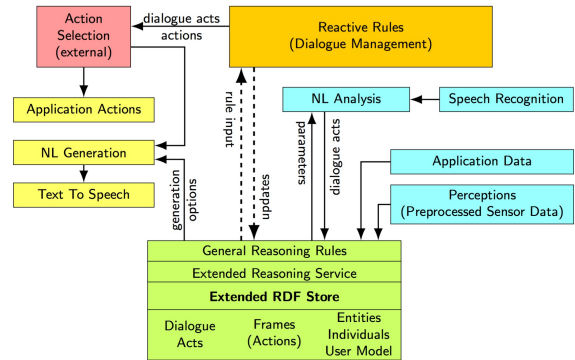 Action
Selection
(external)
dialogue acts
actions
Reactive Rules
(Dialogue Management)
Application Actions
NL Generation
Text To Speech
generation
options
rule input
updates
parameters
dialogue acts
NL Analysis
Speech Recognition
Application Data
Perceptions
(Preprocessed Sensor Data)
General Reasoning Rules
Extended Reasoning Service
Extended RDF Store
Dialogue
Acts
Frames
(Actions)
Entities
Individuals
User Model